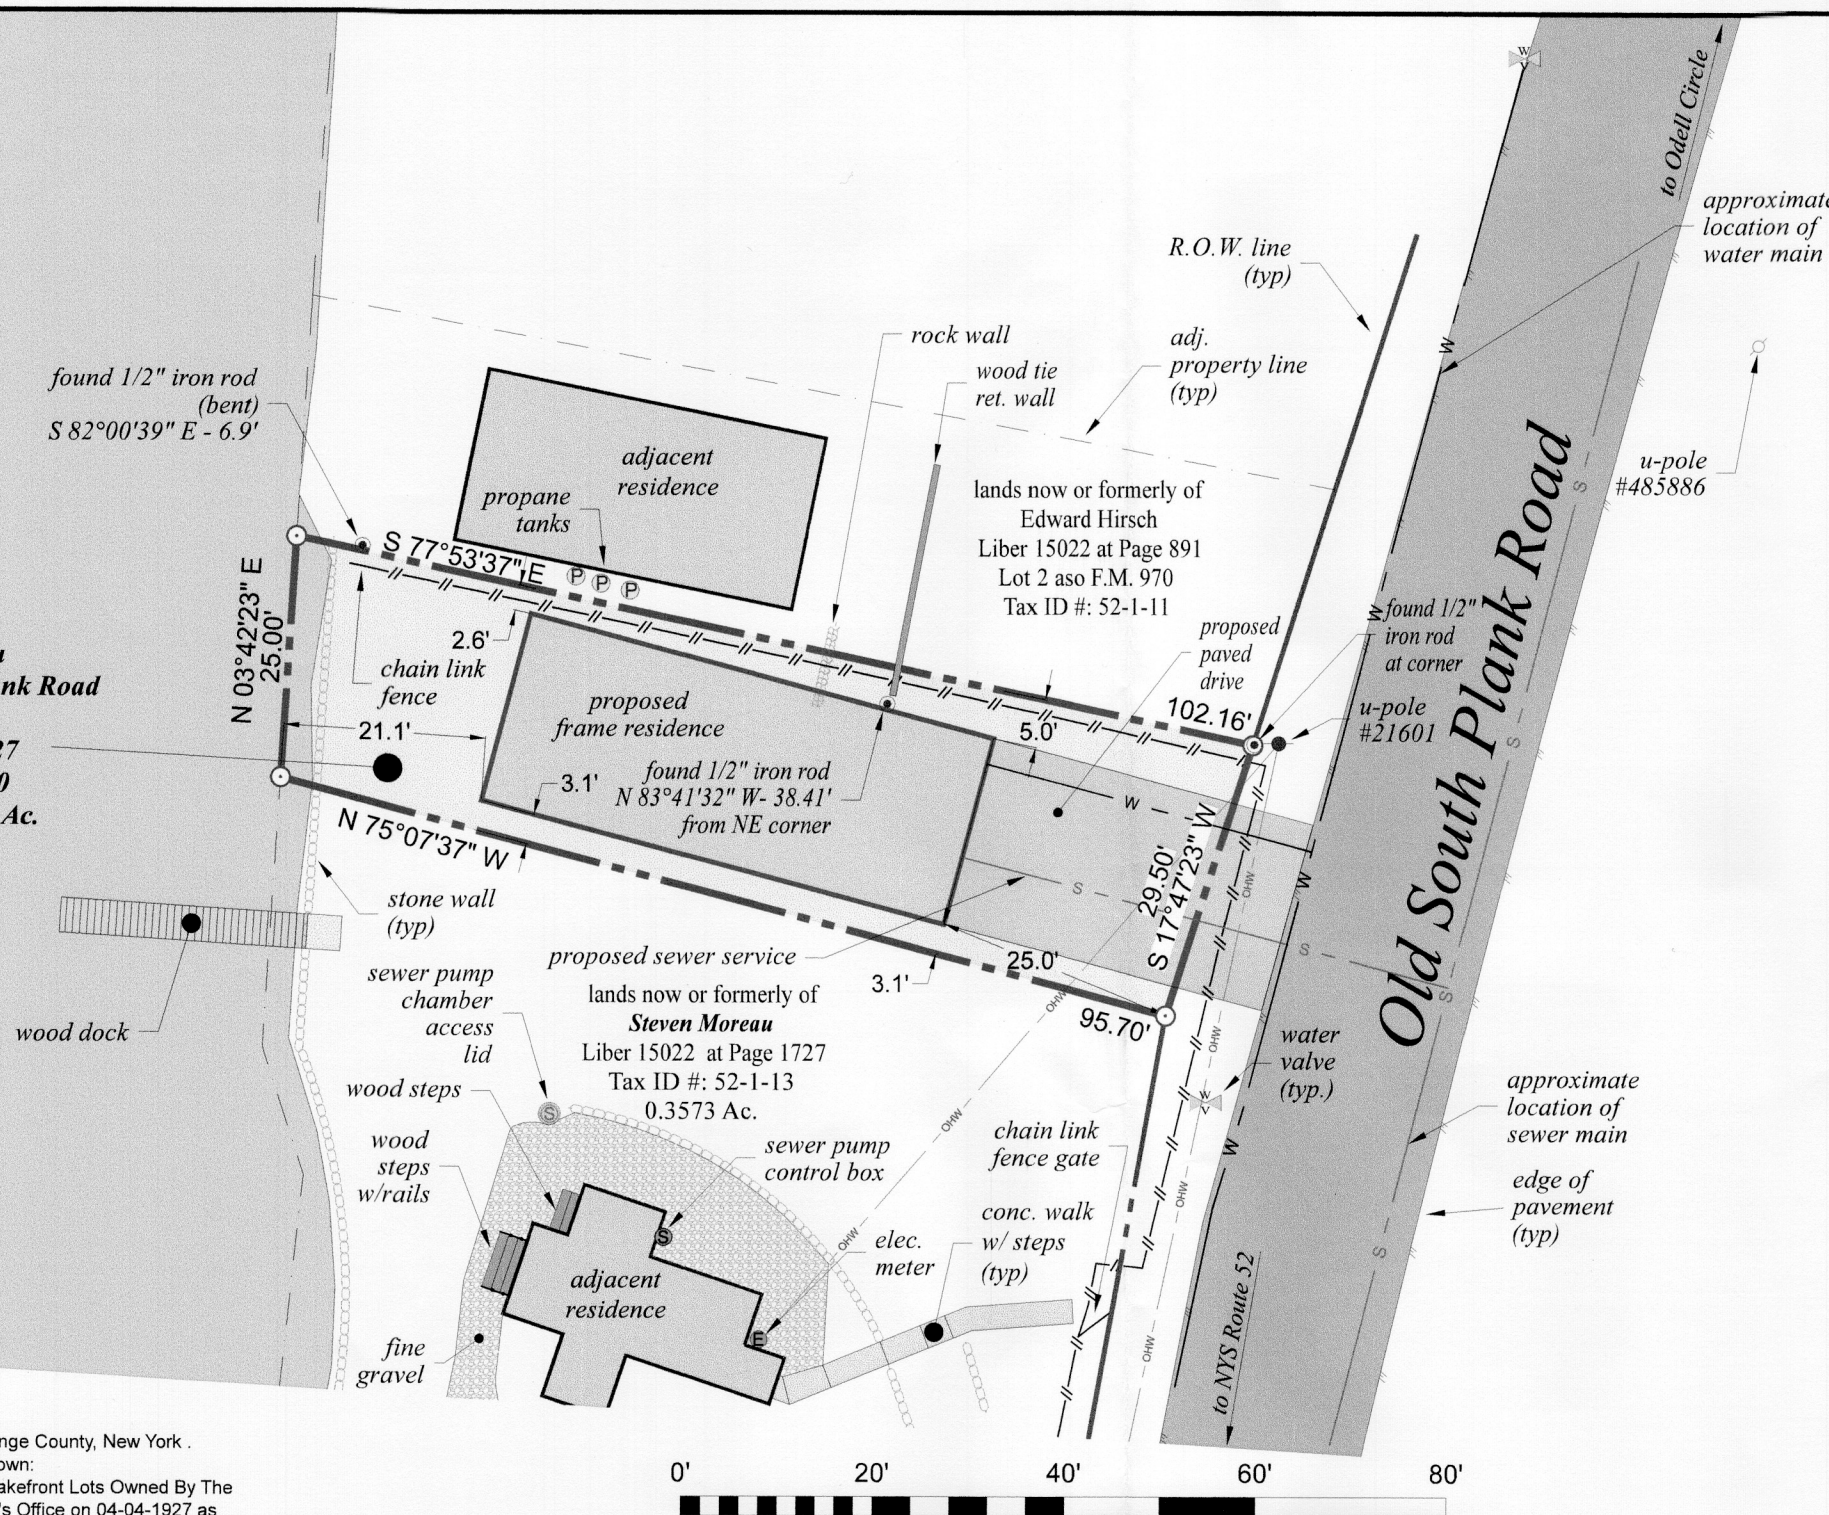 to Odell Circle
approximate
location of
water main
R.O.W. line
(typ)
rock wall
wood tie
ret. wall
adj.
property line
(typ)
found 1/2" iron rod
(bent)
S 82°00'39" E - 6.9'
adjacent
residence
propane
tanks
P
P
P
u-pole
#485886
lands now or formerly of
Edward Hirsch
Liber 15022 at Page 891
Lot 2 aso F.M. 970
Tax ID #: 52-1-11
S 77°53'37" E
102.16'
N 03°42'23" E
25.00'
2.6'
chain link
fence
21.1'
proposed
frame residence
3.1'
found 1/2" iron rod
N 83°41'32" W- 38.41'
from NE corner
5.0'
proposed
paved
drive
found 1/2"
iron rod
at corner
u-pole
#21601
Old South Plank Road
nk Road
27
0
Ac.
N 75°07'37" W
95.70'
29.50'
S 17°47'23" W
W
W
W
W
W
W
W
V
S
S
S
S
S
S
stone wall
(typ)
wood dock
proposed sewer service
25.0'
3.1'
sewer pump
chamber
access
lid
lands now or formerly of
Steven Moreau
Liber 15022 at Page 1727
Tax ID #: 52-1-13
0.3573 Ac.
wood steps
wood
steps
w/rails
S
sewer pump
control box
S
chain link
fence gate
water
valve
(typ.)
W
V
OHW
OHW
OHW
OHW
OHW
OHW
OHW
approximate
location of
sewer main
edge of
pavement
(typ)
elec.
meter
E
conc. walk
w/ steps
(typ)
adjacent
residence
fine
gravel
to NYS Route 52
nge County, New York .
own:
akefront Lots Owned By The
's Office on 04-04-1927 as
0'
20'
40'
60'
80'